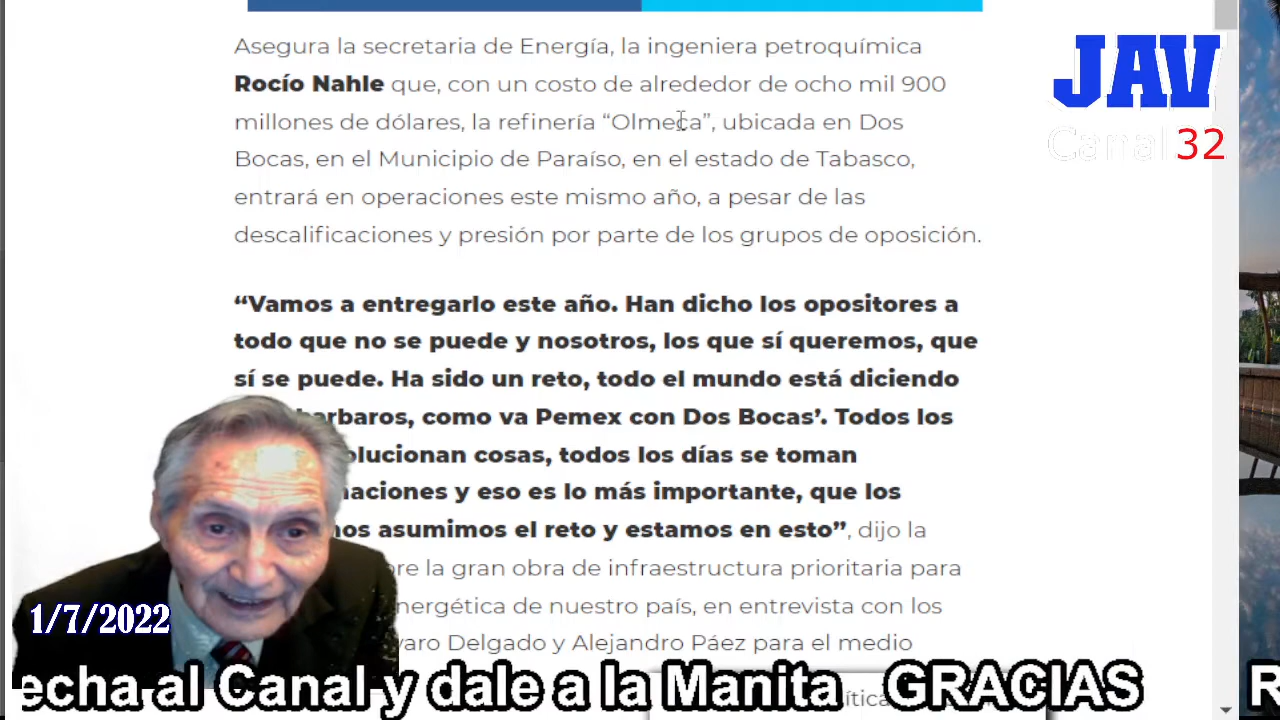 Asegura la secretaria de Energía, la ingeniera petroquímica
Rocío Nahle que, con un costo de alrededor de ocho mil 900
millones de dólares, la refinería “Olmeca”, ubicada en Dos
Bocas, en el Municipio de Paraíso, en el estado de Tabasco,
entrará en operaciones este mismo año, a pesar de las
descalificaciones y presión por parte de los grupos de oposición.
“Vamos a entregarlo este año. Han dicho los opositores a
todo que no se puede y nosotros, los que sí queremos, que
sí se puede. Ha sido un reto, todo el mundo está diciendo
barbaros, como va Pemex con Dos Bocas’. Todos los
olucionan cosas, todos los días se toman
naciones y eso es lo más importante, que los
nos asumimos el reto y estamos en esto”, dijo la
re la gran obra de infraestructura prioritaria para
nergética de nuestro país, en entrevista con los
varo Delgado y Alejandro Páez para el medio
JAV
Canal 32
1/7/2022
echa al Canal y dale a la Manita GRACIAS R